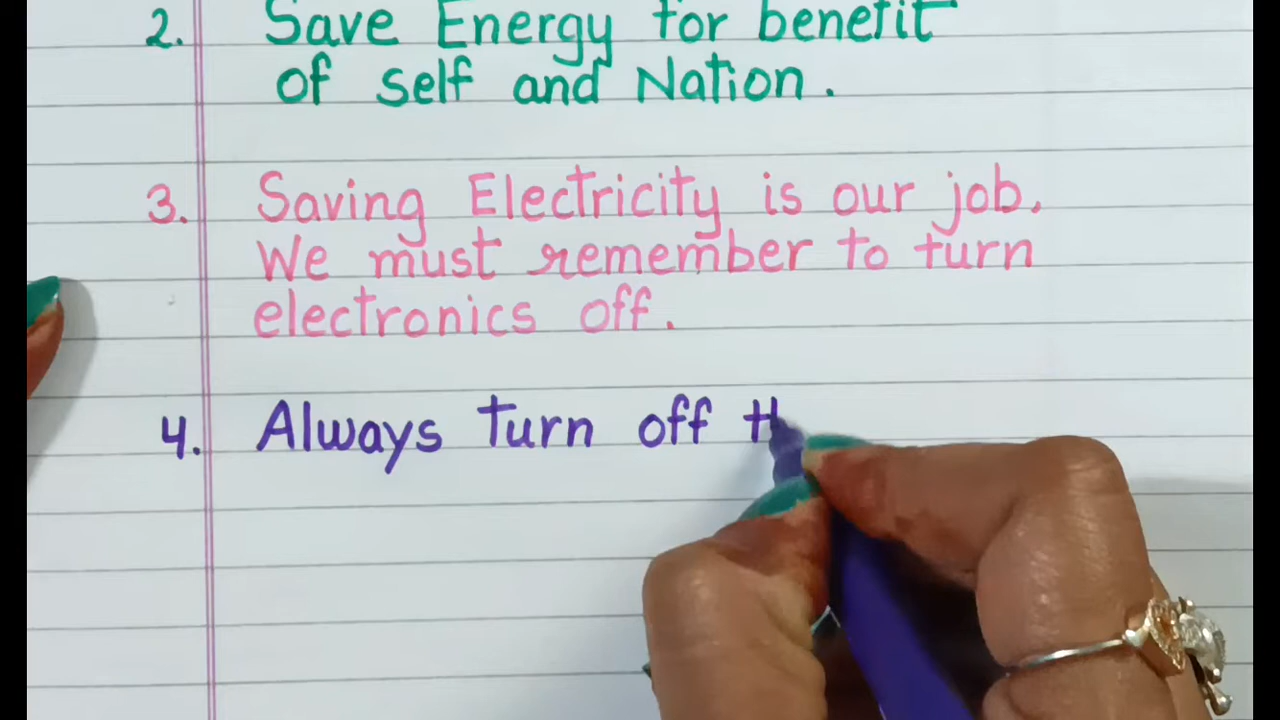 2. Save Energy for benefit
of self and Nation.
3. Saving Electricity is our job.
We must remember to turn
electronics off.
4. Always turn off